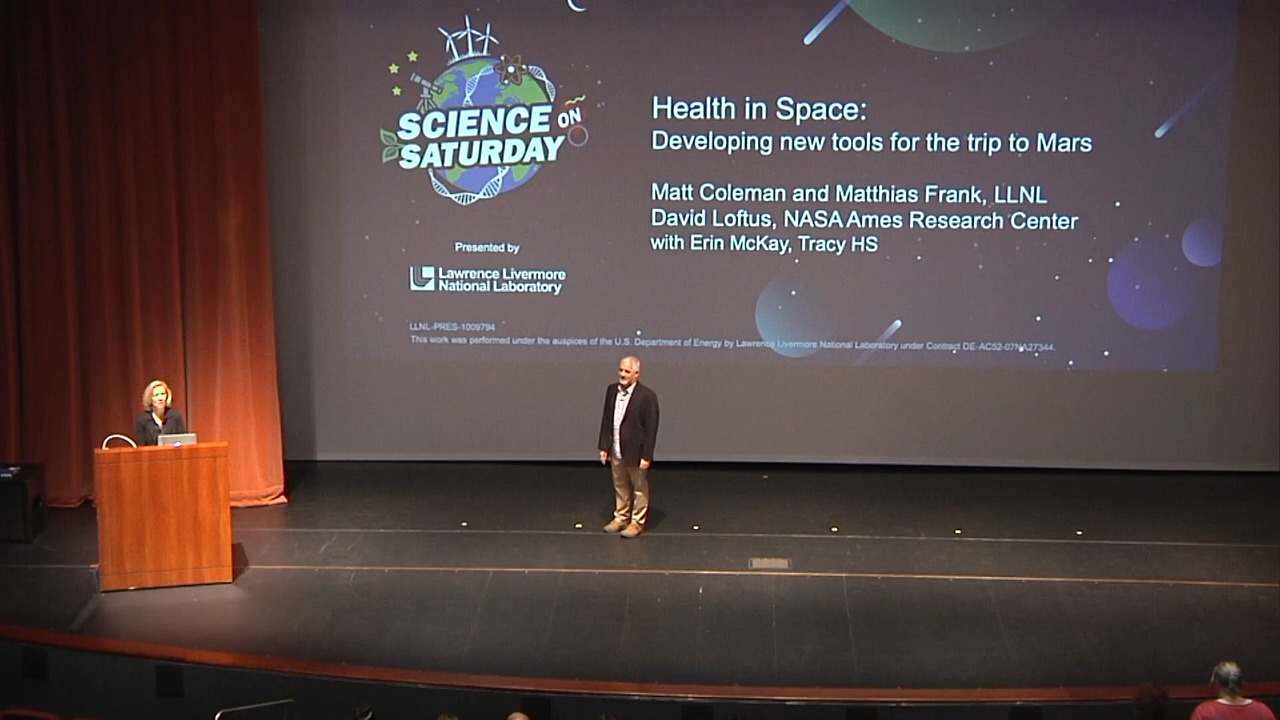 SCIENCE ON
SATURDAY
Presented by
Lawrence Livermore
National Laboratory
Health in Space:
Developing new tools for the trip to Mars
Matt Coleman and Matthias Frank, LLNL
David Loftus, NASA Ames Research Center
with Erin McKay, Tracy HS
LLNL-PRES-1009794
This work was performed under the auspices of the U.S. Department of Energy by Lawrence Livermore National Laboratory under Contract DE-AC52-07NA27344.